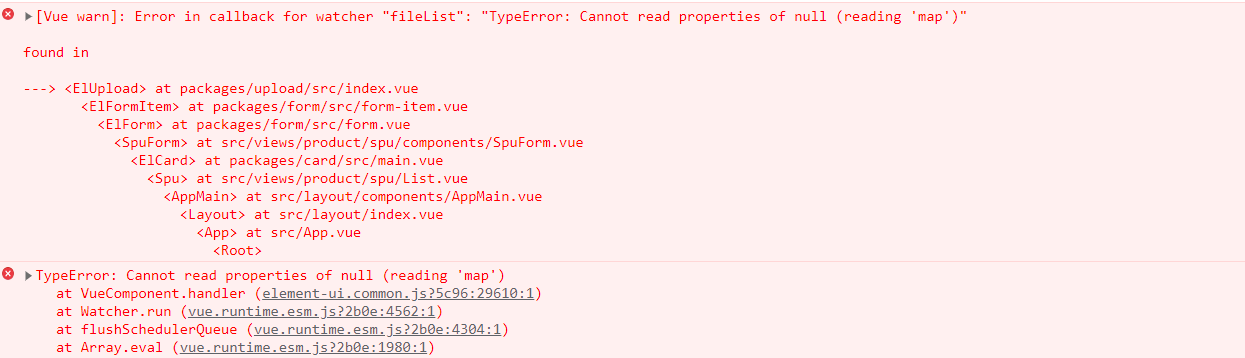 [Vue warn]: Error in callback for watcher "fileList": "TypeError: Cannot read properties of null (reading 'map')"
found in
---> <ElUpload> at packages/upload/src/index.vue
<ElFormItem> at packages/form/src/form-item.vue
<ElForm> at packages/form/src/form.vue
<SpuForm> at src/views/product/spu/components/SpuForm.vue
<ElCard> at packages/card/src/main.vue
<Spu> at src/views/product/spu/List.vue
<AppMain> at src/layout/components/AppMain.vue
<Layout> at src/layout/index.vue
<App> at src/App.vue
<Root>
TypeError: Cannot read properties of null (reading 'map')
at VueComponent.handler (element-ui.common.js?5c96:29610:1)
at Watcher.run (vue.runtime.esm.js?2b0e:4562:1)
at flushSchedulerQueue (vue.runtime.esm.js?2b0e:4304:1)
at Array.eval (vue.runtime.esm.js?2b0e:1980:1)